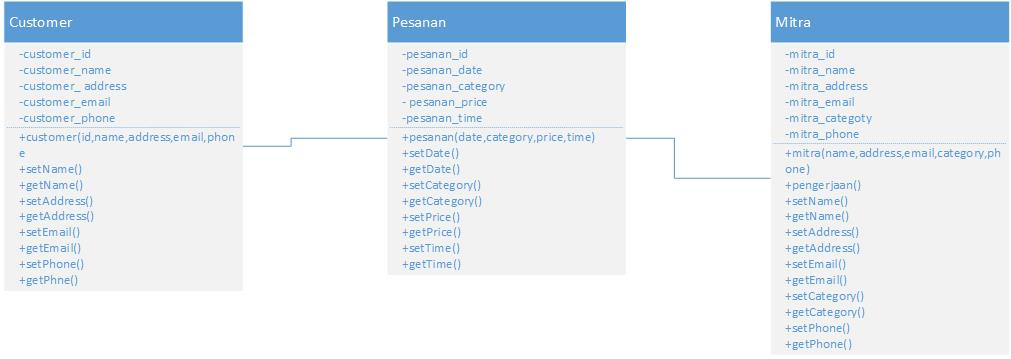 Customer
-customer_id
-customer_name
-customer_ address
-customer_email
-customer_phone
+customer(id,name,address,email,phon
e
+setName()
+getName()
+setAddress()
+getAddress()
+setEmail()
+getEmail()
+setPhone()
+getPhne()
Pesanan
-pesanan_id
-pesanan_date
-pesanan_category
- pesanan_price
-pesanan_time
+pesanan(date,category,price,time)
+setDate()
+getDate()
+setCategory()
+getCategory()
+setPrice()
+getPrice()
+setTime()
+getTime()
Mitra
-mitra_id
-mitra_name
-mitra_address
-mitra_email
-mitra_categoty
-mitra_phone
+mitra(name,address,email,category,ph
one)
+pengerjaan()
+setName()
+getName()
+setAddress()
+getAddress()
+setEmail()
+getEmail()
+setCategory()
+getCategory()
+setPhone()
+getPhone()